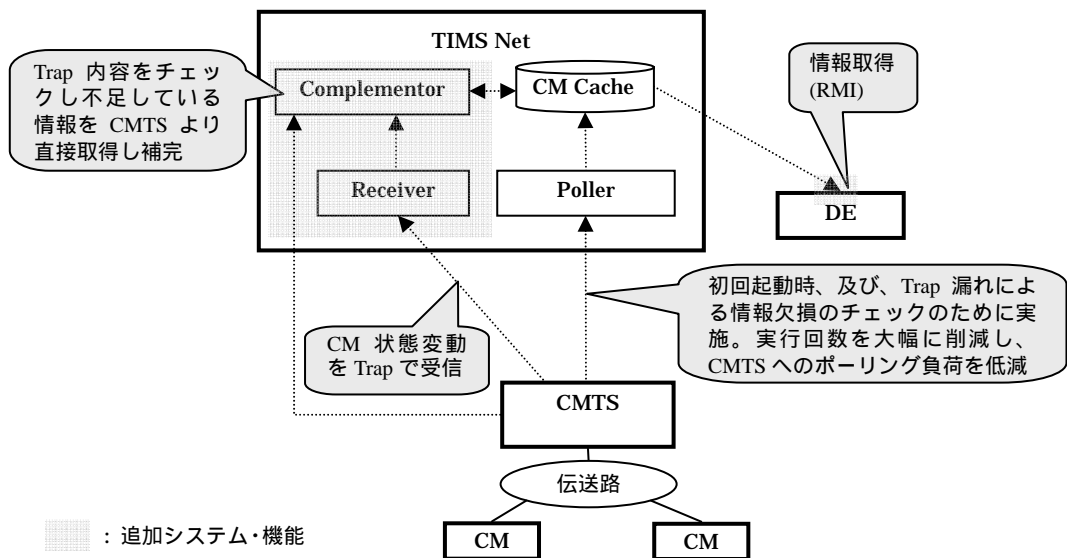 TIMS Net
Trap 内容をチェッ
クし不足している
情報を CMTS より
直接取得し補完
Complementor
CM Cache
情報取得
(RMI)
Receiver
Poller
DE
CM 状態変動
を Trap で受信
初回起動時、及び、Trap 漏れによ
る情報欠損のチェックのために実
施。実行回数を大幅に削減し、
CMTS へのポーリング負荷を低減
CMTS
伝送路
CM
CM
: 追加システム・機能